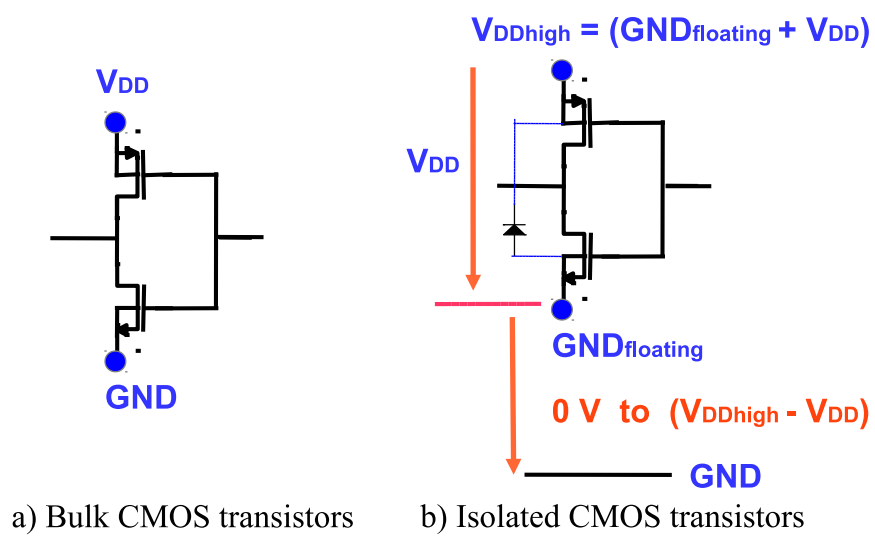 VDDhigh = (GNDfloating + VDD)
VDD
VDD
GND
GNDfloating
0 V to (VDDhigh - VDD)
GND
a) Bulk CMOS transistors
b) Isolated CMOS transistors